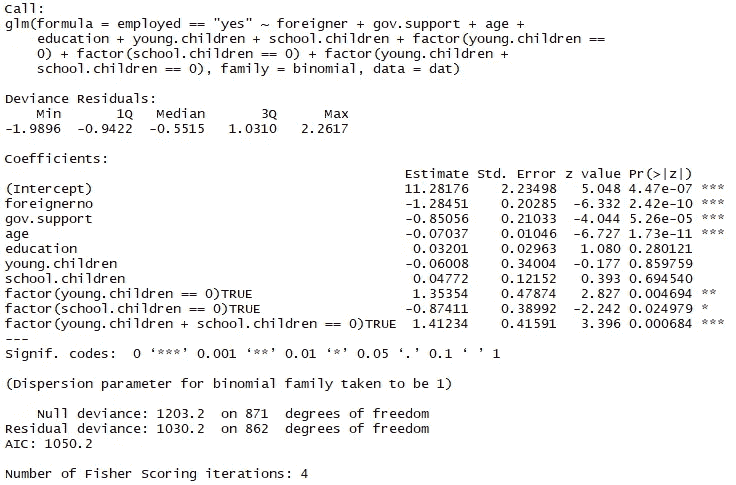 Call:
glm(formula = employed == "yes" ~ foreigner + gov.support + age +
    education + young.children + school.children + factor(young.children ==
    0) + factor(school.children == 0) + factor(young.children +
    school.children == 0), family = binomial, data = dat)
Deviance Residuals:
    Min      1Q  Median      3Q     Max
-1.9896 -0.9422 -0.5515  1.0310  2.2617
Coefficients:
                                                 Estimate Std. Error z value Pr(>|z|)
(Intercept)                                      11.28176    2.23498   5.048 4.47e-07 ***
foreignerno                                      -1.28451    0.20285  -6.332 2.42e-10 ***
gov.support                                      -0.85056    0.21033  -4.044 5.26e-05 ***
age                                              -0.07037    0.01046  -6.727 1.73e-11 ***
education                                         0.03201    0.02963   1.080 0.280121
young.children                                   -0.06008    0.34004  -0.177 0.859759
school.children                                   0.04772    0.12152   0.393 0.694540
factor(young.children == 0)TRUE                   1.35354    0.47874   2.827 0.004694 **
factor(school.children == 0)TRUE                 -0.87411    0.38992  -2.242 0.024979 *
factor(young.children + school.children == 0)TRUE  1.41234    0.41591   3.396 0.000684 ***
---
Signif. codes:  0 ‘***’ 0.001 ‘**’ 0.01 ‘*’ 0.05 ‘.’ 0.1 ‘ ’ 1
(Dispersion parameter for binomial family taken to be 1)
    Null deviance: 1203.2  on 871  degrees of freedom
Residual deviance: 1030.2  on 862  degrees of freedom
AIC: 1050.2
Number of Fisher Scoring iterations: 4